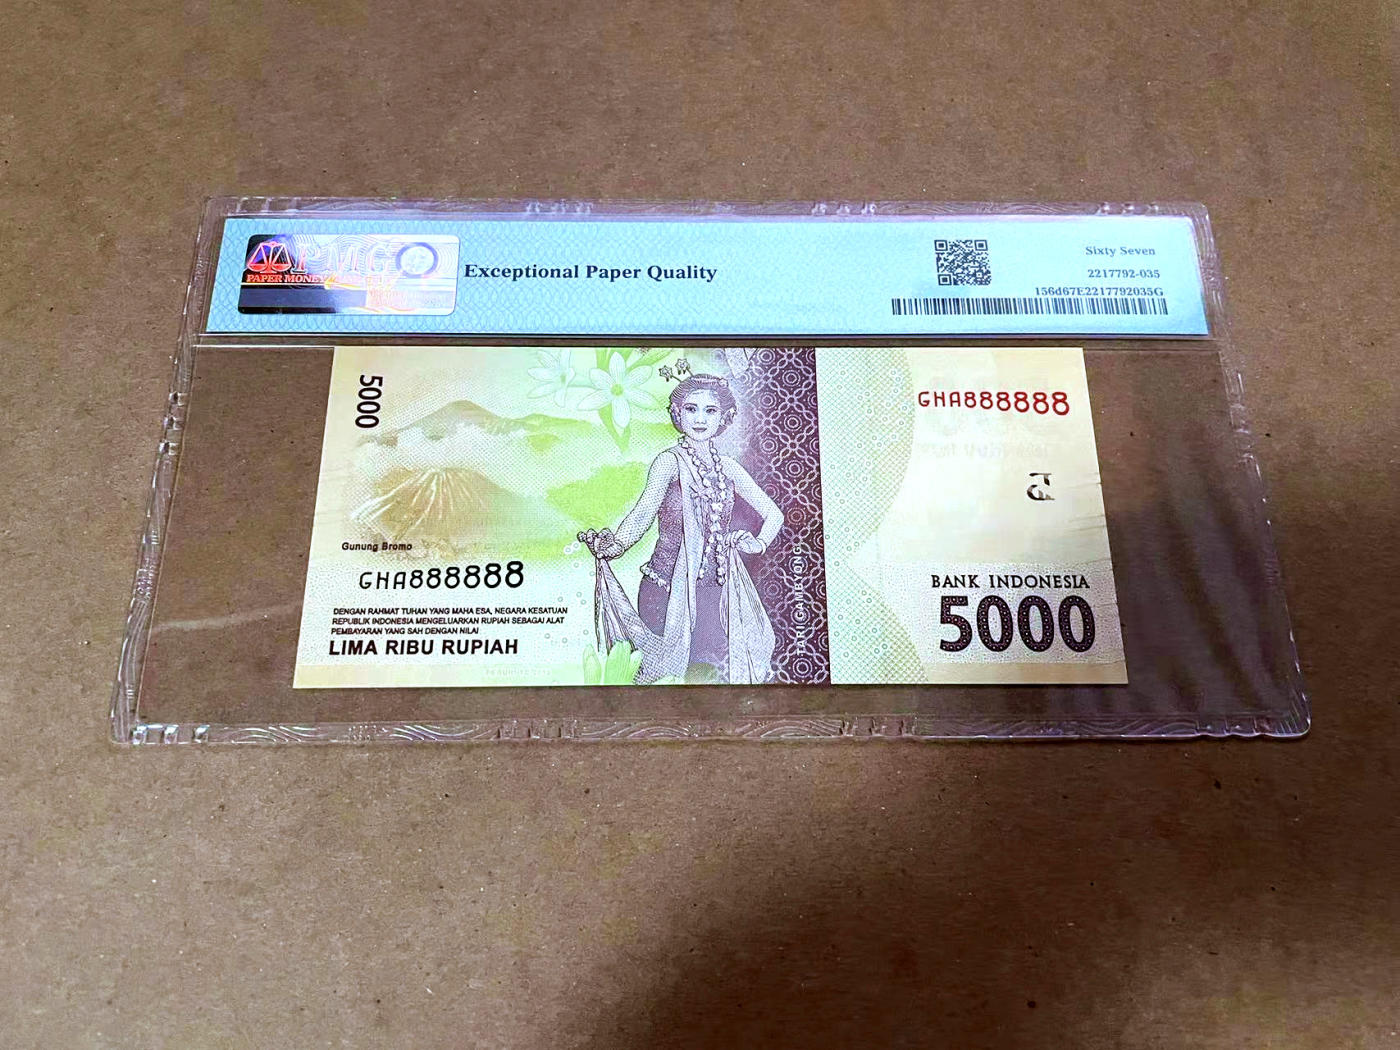 PMG
PAPER MONEY
Exceptional Paper Quality
Sixty Seven
2217792-035
156d67E2217792035G
5000
GHA888888
Gunung Bromo
GHA888888
DENGAN RAHMAT TUHAN YANG MAHA ESA, NEGARA KESATUAN
REPUBLIK INDONESIA MENGELUARKAN RUPIAH SEBAGAI ALAT
PEMBAYARAN YANG SAH DENGAN NILAI
LIMA RIBU RUPIAH
TARI GAMBYONG
BANK INDONESIA
5000